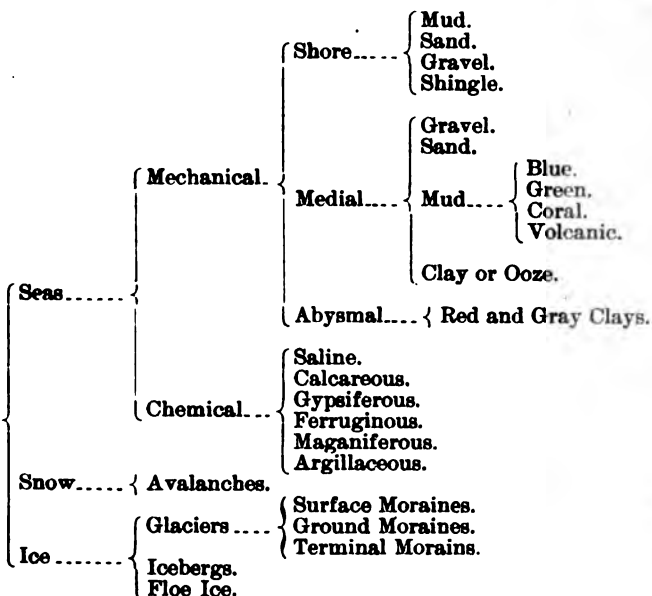 Mud.
Sand.
Shore
Gravel.
Shingle.
Gravel.
Sand.
Mechanical.
Blue.
Green.
Medial
Mud
Coral.
Volcanic.
Clay or Ooze.
Seas
Abysmal
Red and Gray Clays.
Saline.
Calcareous.
Gypsiferous.
Chemical
Ferruginous.
Maganiferous.
Argillaceous.
Snow
Avalanches.
Surface Moraines.
Glaciers
Ground Moraines.
Terminal Morains.
Ice
Icebergs.
Floe Ice.